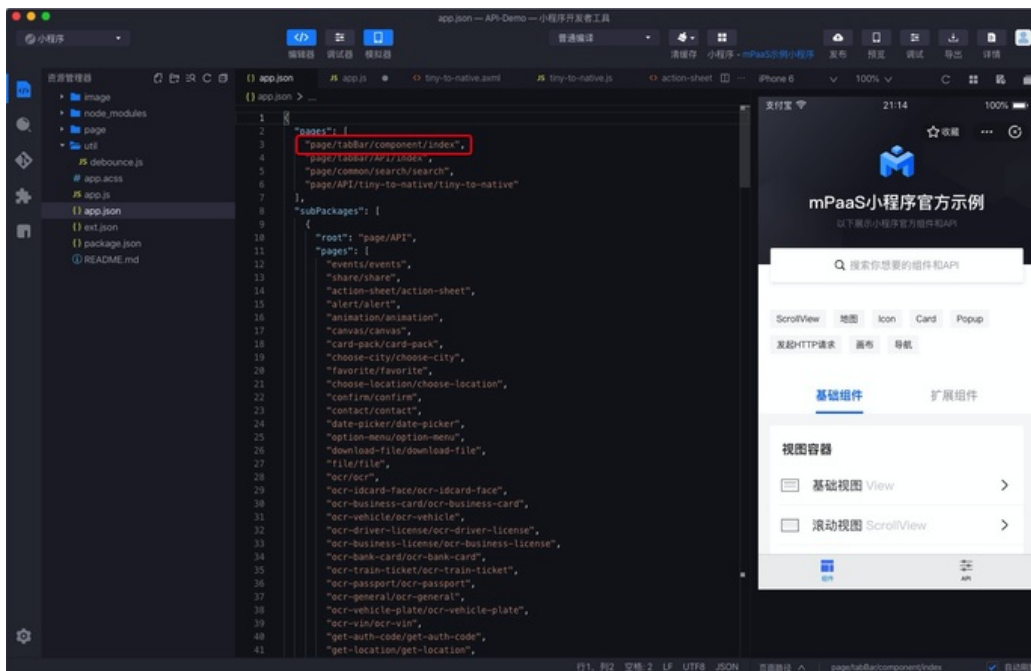 app.json — API-Demo — 小程序开发者工具
小程序
编辑器 调试器 模拟器
普通编译
清缓存 小程序 - mPaaS示例小程序 发布 预览 调试 导出 详情
资源管理器
image
node_modules
page
util
JS debounce.js
# app.acss
JS app.js
{} app.json
{} ext.json
{} package.json
README.md
{} app.json JS app.js tiny-to-native.axml JS tiny-to-native.js action-sheet
{} app.json > ...
1 {
2 "pages": [
3 "page/tabBar/component/index",
4 "page/tabBar/API/index",
5 "page/common/search/search",
6 "page/API/tiny-to-native/tiny-to-native"
7 ],
8 "subPackages": [
9 {
10 "root": "page/API",
11 "pages": [
12 "events/events",
13 "share/share",
14 "action-sheet/action-sheet",
15 "alert/alert",
16 "animation/animation",
17 "canvas/canvas",
18 "card-pack/card-pack",
19 "choose-city/choose-city",
20 "favorite/favorite",
21 "choose-location/choose-location",
22 "confirm/confirm",
23 "contact/contact",
24 "date-picker/date-picker",
25 "option-menu/option-menu",
26 "download-file/download-file",
27 "file/file",
28 "ocr/ocr",
29 "ocr-idcard-face/ocr-idcard-face",
30 "ocr-business-card/ocr-business-card",
31 "ocr-vehicle/ocr-vehicle",
32 "ocr-driver-license/ocr-driver-license",
33 "ocr-business-license/ocr-business-license",
34 "ocr-bank-card/ocr-bank-card",
35 "ocr-train-ticket/ocr-train-ticket",
36 "ocr-passport/ocr-passport",
37 "ocr-general/ocr-general",
38 "ocr-vehicle-plate/ocr-vehicle-plate",
39 "ocr-vin/ocr-vin",
40 "get-auth-code/get-auth-code",
41 "get-location/get-location",
iPhone 6 100%
支付宝 21:14 100%
收藏
mPaaS小程序官方示例
以下展示小程序官方组件和API
搜索你想要的组件和API
ScrollView 地图 Icon Card Popup
发起HTTP请求 画布 导航
基础组件 扩展组件
视图容器
基础视图 View
滚动视图 ScrollView
组件 API
行1, 列2 空格: 2 LF UTF8 JSON 页面路径 page/tabBar/component/index